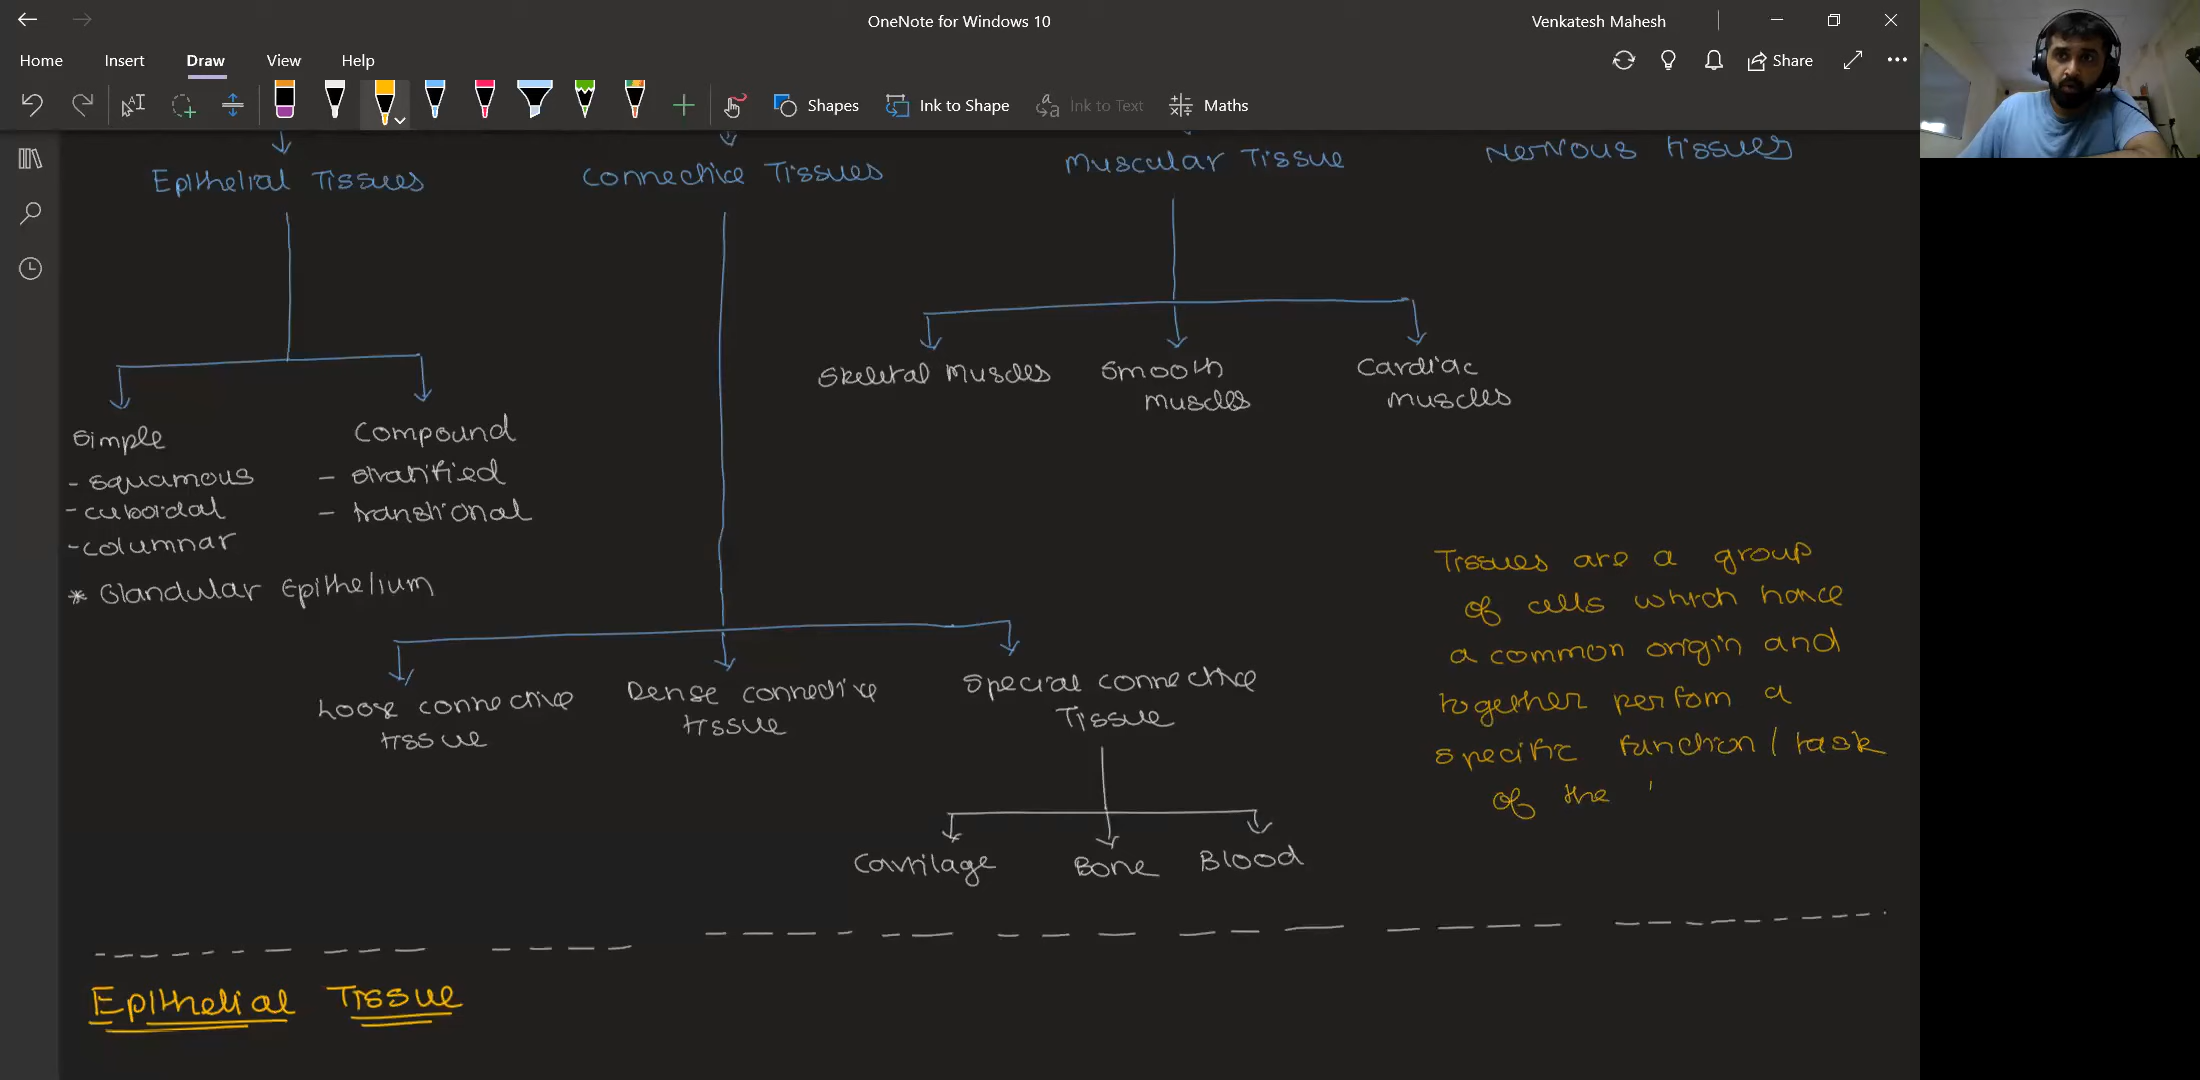 OneNote for Windows 10
Venkatesh Mahesh
Home Insert Draw View Help
Share
Shapes Ink to Shape Ink to Text Maths
Epithelial Tissues
Connective Tissues
Muscular Tissue
Nervous Tissues
Skeletal Muscles
Smooth
muscles
Cardiac
muscles
Simple
- squamous
- cuboidal
- columnar
* Glandular Epithelium
Compound
- stratified
- transtional
Loose connective
tissue
Dense connective
tissue
Special connective
Tissue
Cartilage
Bone
Blood
Tissues are a group
of cells which have
a common origin and
together perfom a
specific function / task
of the
Epithelial Tissue